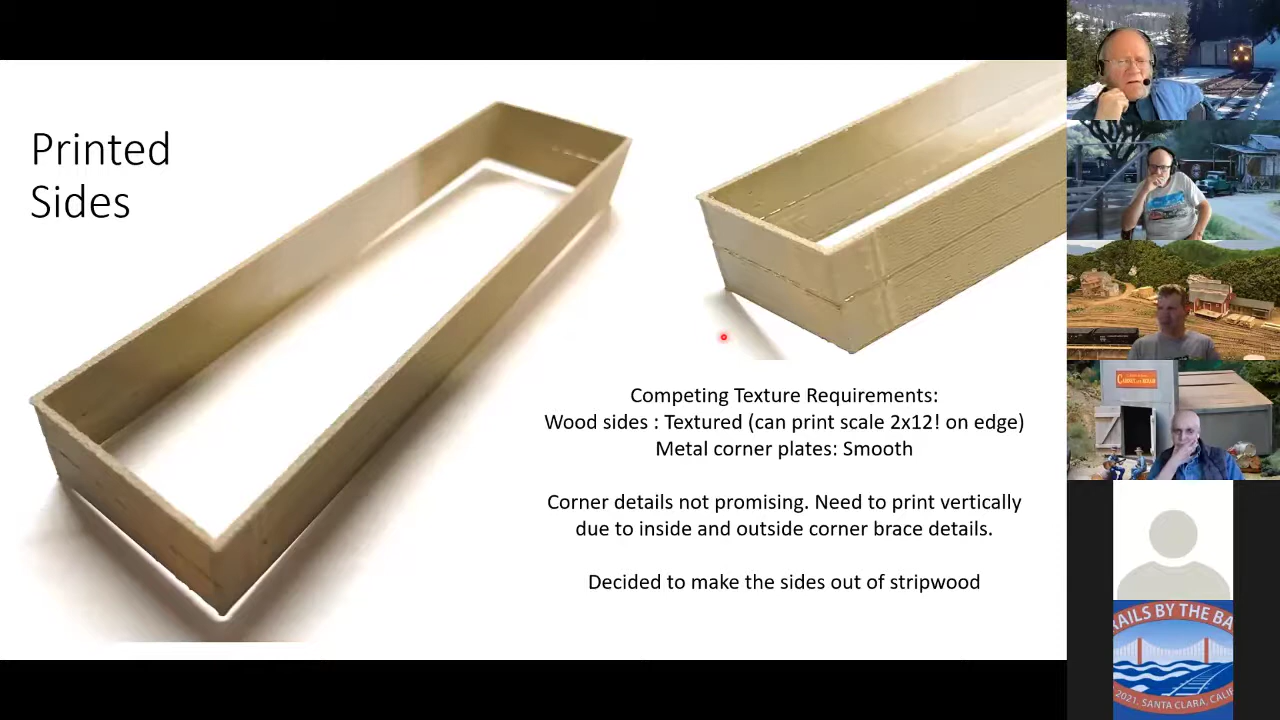 Printed
Sides
Competing Texture Requirements:
Wood sides : Textured (can print scale 2x12! on edge)
Metal corner plates: Smooth
Corner details not promising. Need to print vertically
due to inside and outside corner brace details.
Decided to make the sides out of stripwood
RAILS BY THE BA
2021, SANTA CLARA, CALIF